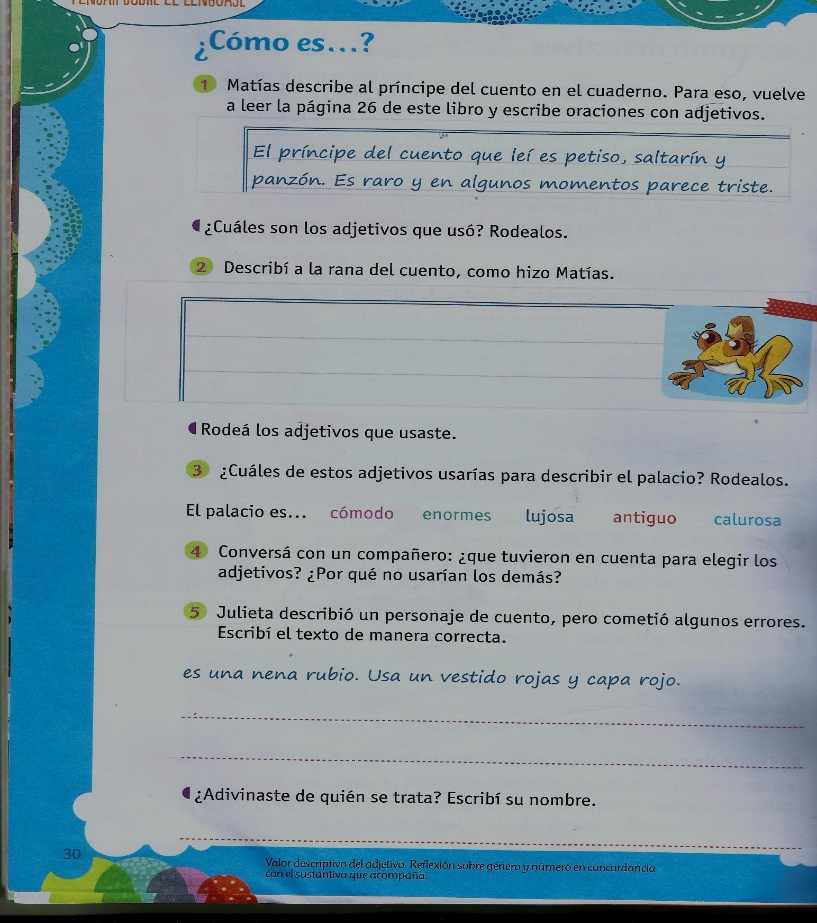 PENSAR SOBRE EL LENGUAJE
¿Cómo es...?
1 Matías describe al príncipe del cuento en el cuaderno. Para eso, vuelve
a leer la página 26 de este libro y escribe oraciones con adjetivos.
El príncipe del cuento que leí es petiso, saltarín y
panzón. Es raro y en algunos momentos parece triste.
¿Cuáles son los adjetivos que usó? Rodealos.
2 Describí a la rana del cuento, como hizo Matías.
Rodeá los adjetivos que usaste.
3 ¿Cuáles de estos adjetivos usarías para describir el palacio? Rodealos.
El palacio es... cómodo enormes lujosa antiguo calurosa
4 Conversá con un compañero: ¿que tuvieron en cuenta para elegir los
adjetivos? ¿Por qué no usarían los demás?
5 Julieta describió un personaje de cuento, pero cometió algunos errores.
Escribí el texto de manera correcta.
es una nena rubio. Usa un vestido rojas y capa rojo.
¿Adivinaste de quién se trata? Escribí su nombre.
30
Valor descriptivo del adjetivo. Reflexión sobre género y número en concordancia
con el sustantivo que acompaña.